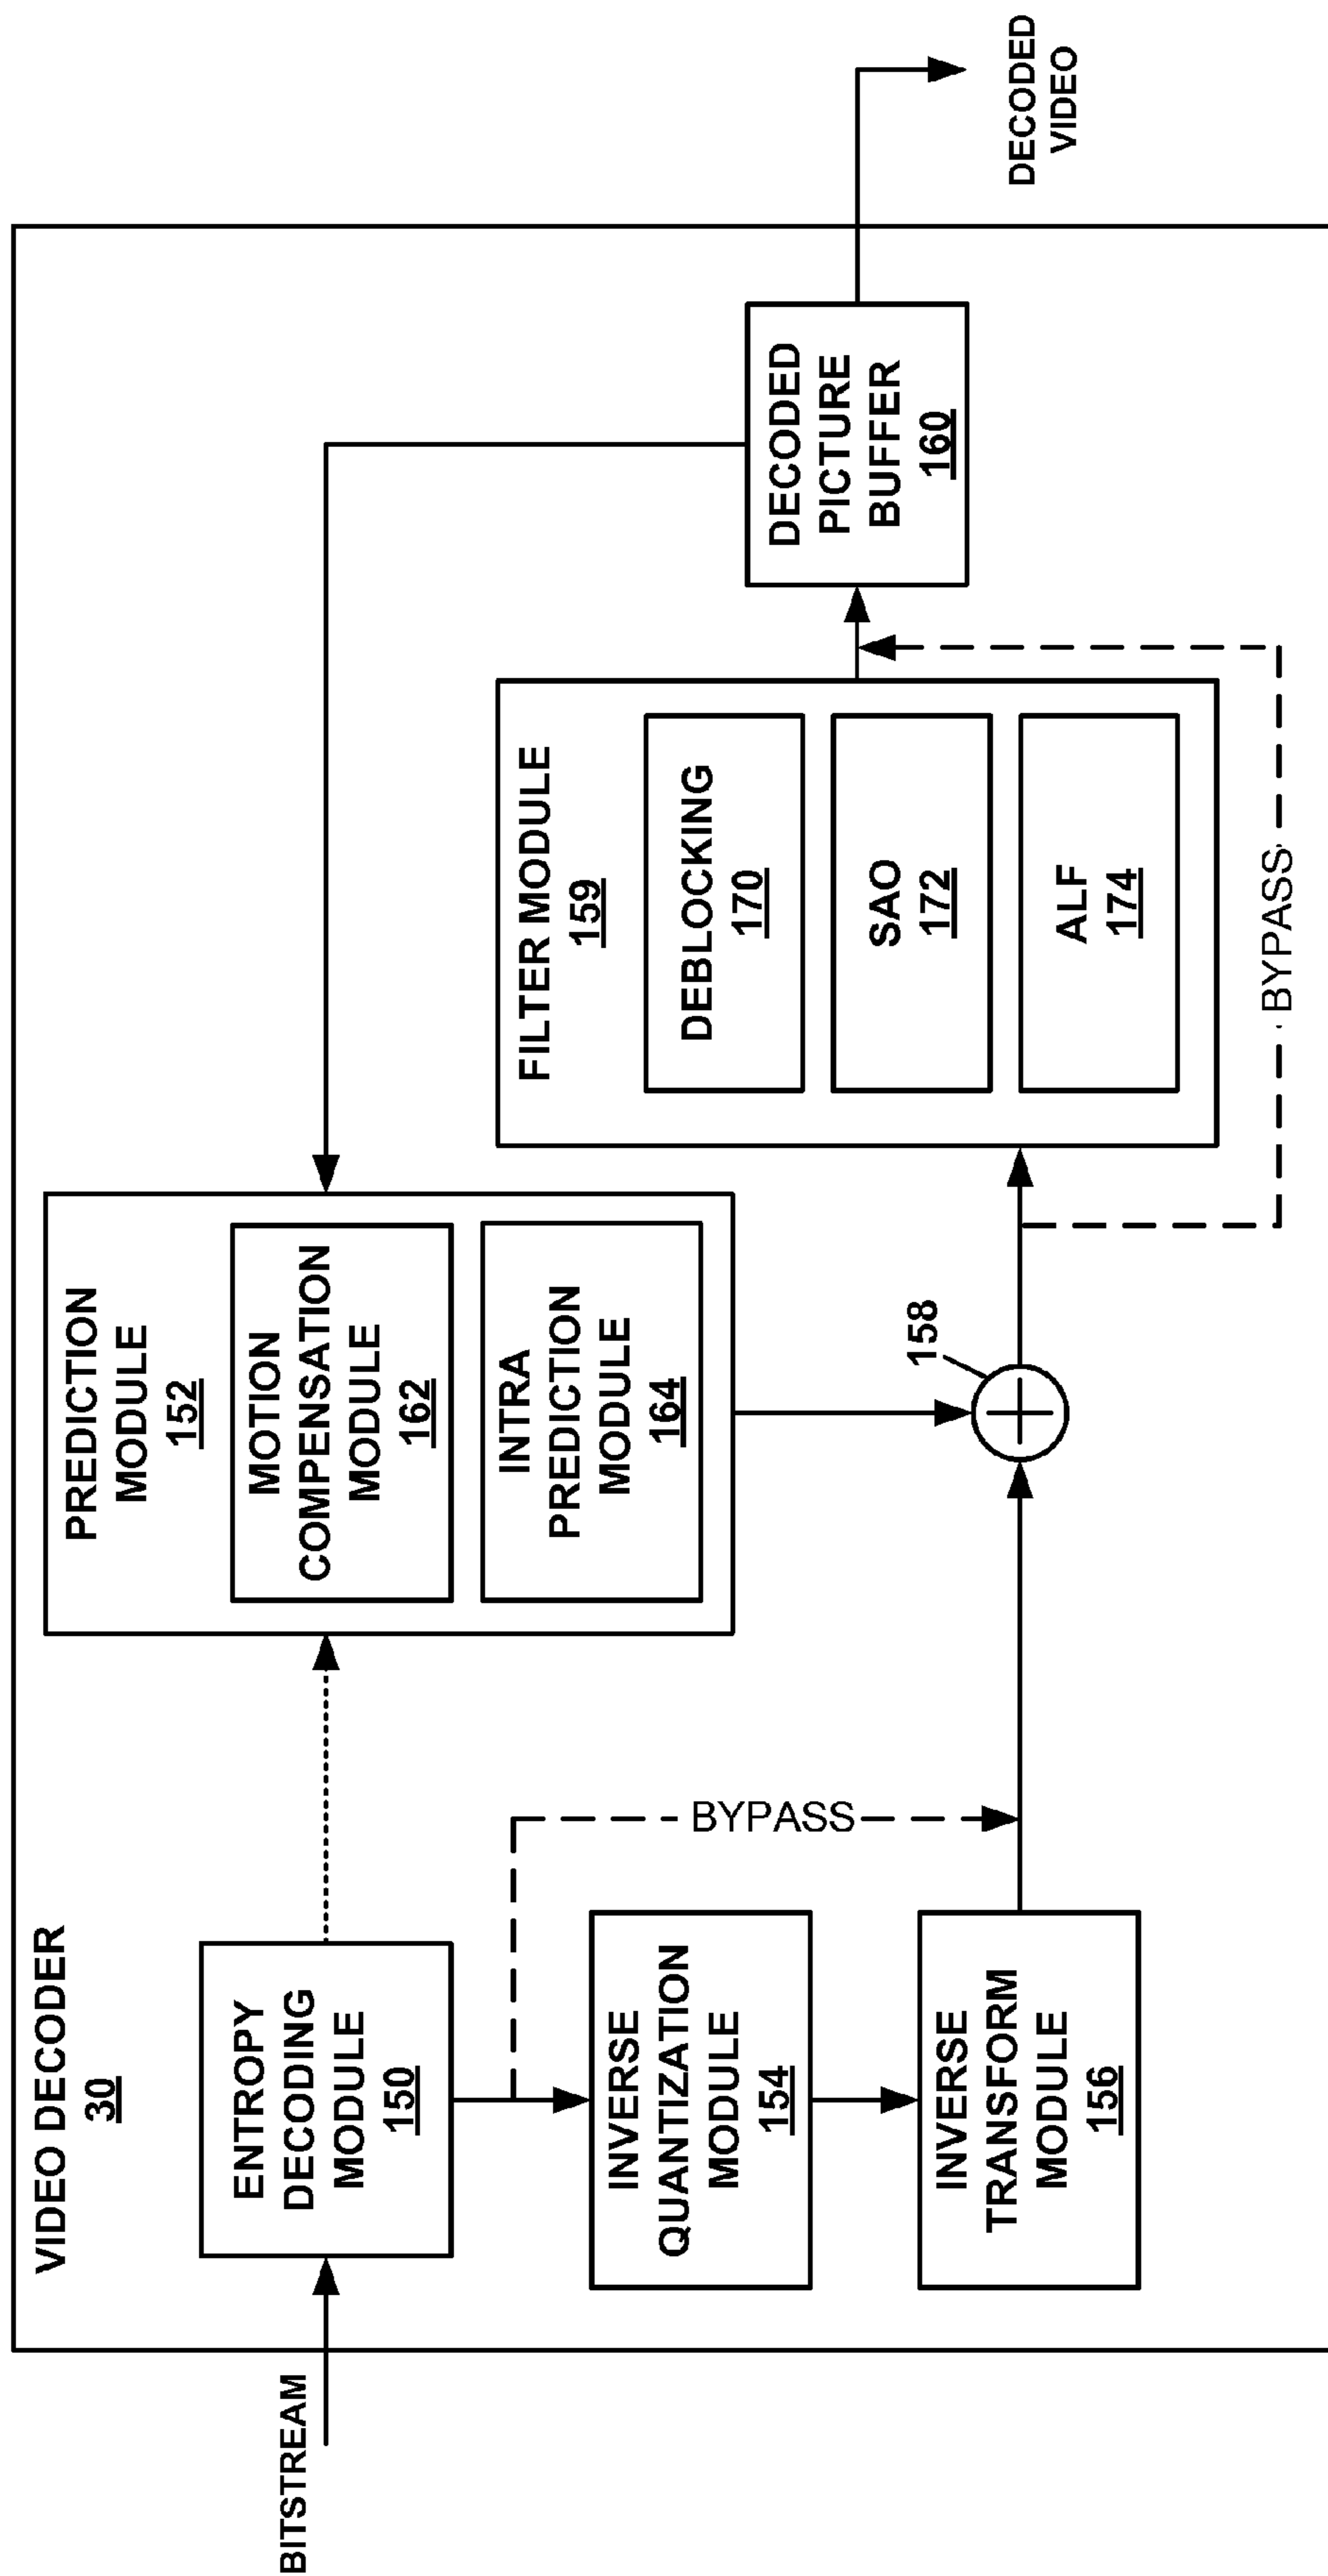 VIDEO DECODER
30
BITSTREAM
ENTROPY
DECODING
MODULE
150
PREDICTION
MODULE
152
MOTION
COMPENSATION
MODULE
162
INTRA
PREDICTION
MODULE
164
INVERSE
QUANTIZATION
MODULE
154
INVERSE
TRANSFORM
MODULE
156
BYPASS
158
FILTER MODULE
159
DEBLOCKING
170
SAO
172
ALF
174
BYPASS
DECODED
PICTURE
BUFFER
160
DECODED
VIDEO